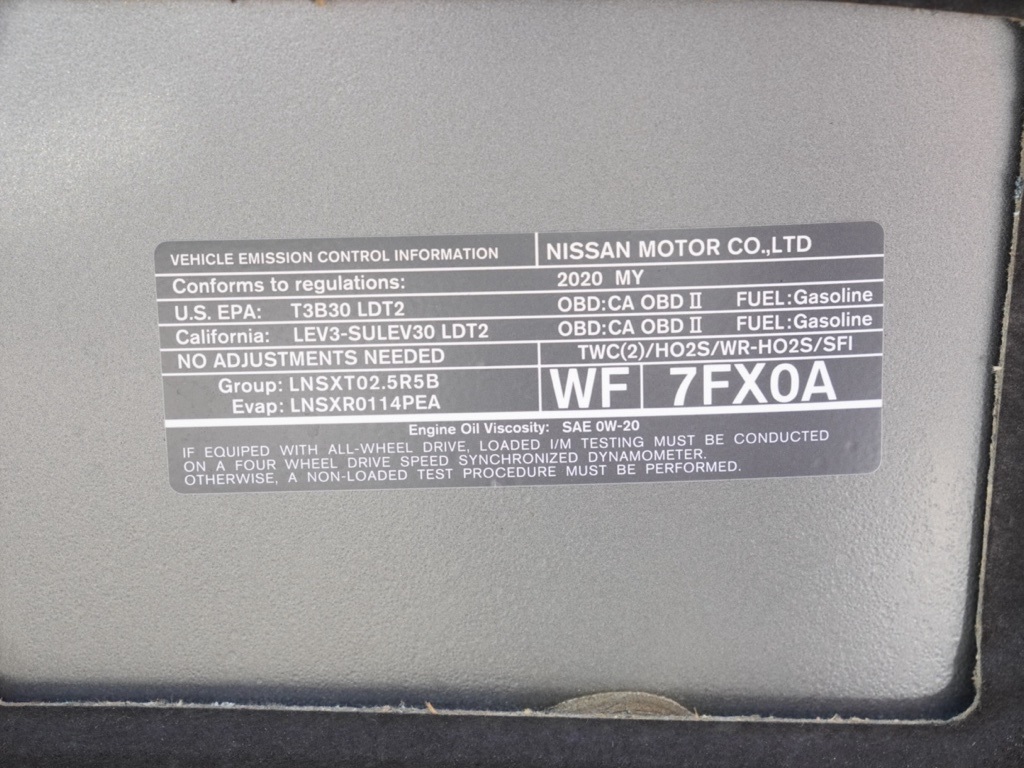 VEHICLE EMISSION CONTROL INFORMATION NISSAN MOTOR CO.,LTD
Conforms to regulations: 2020 MY
U.S. EPA: T3B30 LDT2 OBD:CA OBD II FUEL:Gasoline
California: LEV3-SULEV30 LDT2 OBD:CA OBD II FUEL:Gasoline
NO ADJUSTMENTS NEEDED TWC(2)/HO2S/WR-HO2S/SFI
Group: LNSXT02.5R5B WF 7FX0A
Evap: LNSXR0114PEA
Engine Oil Viscosity: SAE 0W-20
IF EQUIPED WITH ALL-WHEEL DRIVE, LOADED I/M TESTING MUST BE CONDUCTED
ON A FOUR WHEEL DRIVE SPEED SYNCHRONIZED DYNAMOMETER.
OTHERWISE, A NON-LOADED TEST PROCEDURE MUST BE PERFORMED.